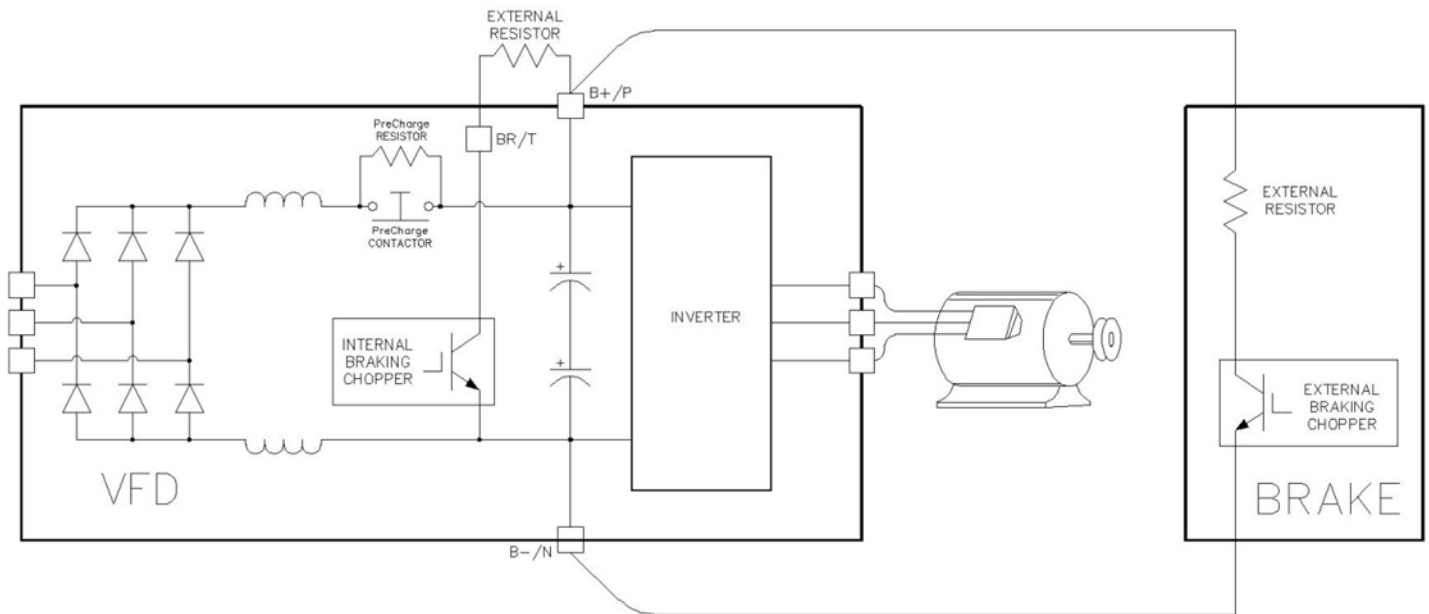 EXTERNAL
RESISTOR
B+/P
PreCharge
RESISTOR
BR/T
PreCharge
CONTACTOR
EXTERNAL
RESISTOR
INTERNAL
BRAKING
CHOPPER
+
+
INVERTER
EXTERNAL
BRAKING
CHOPPER
VFD
BRAKE
B-/N